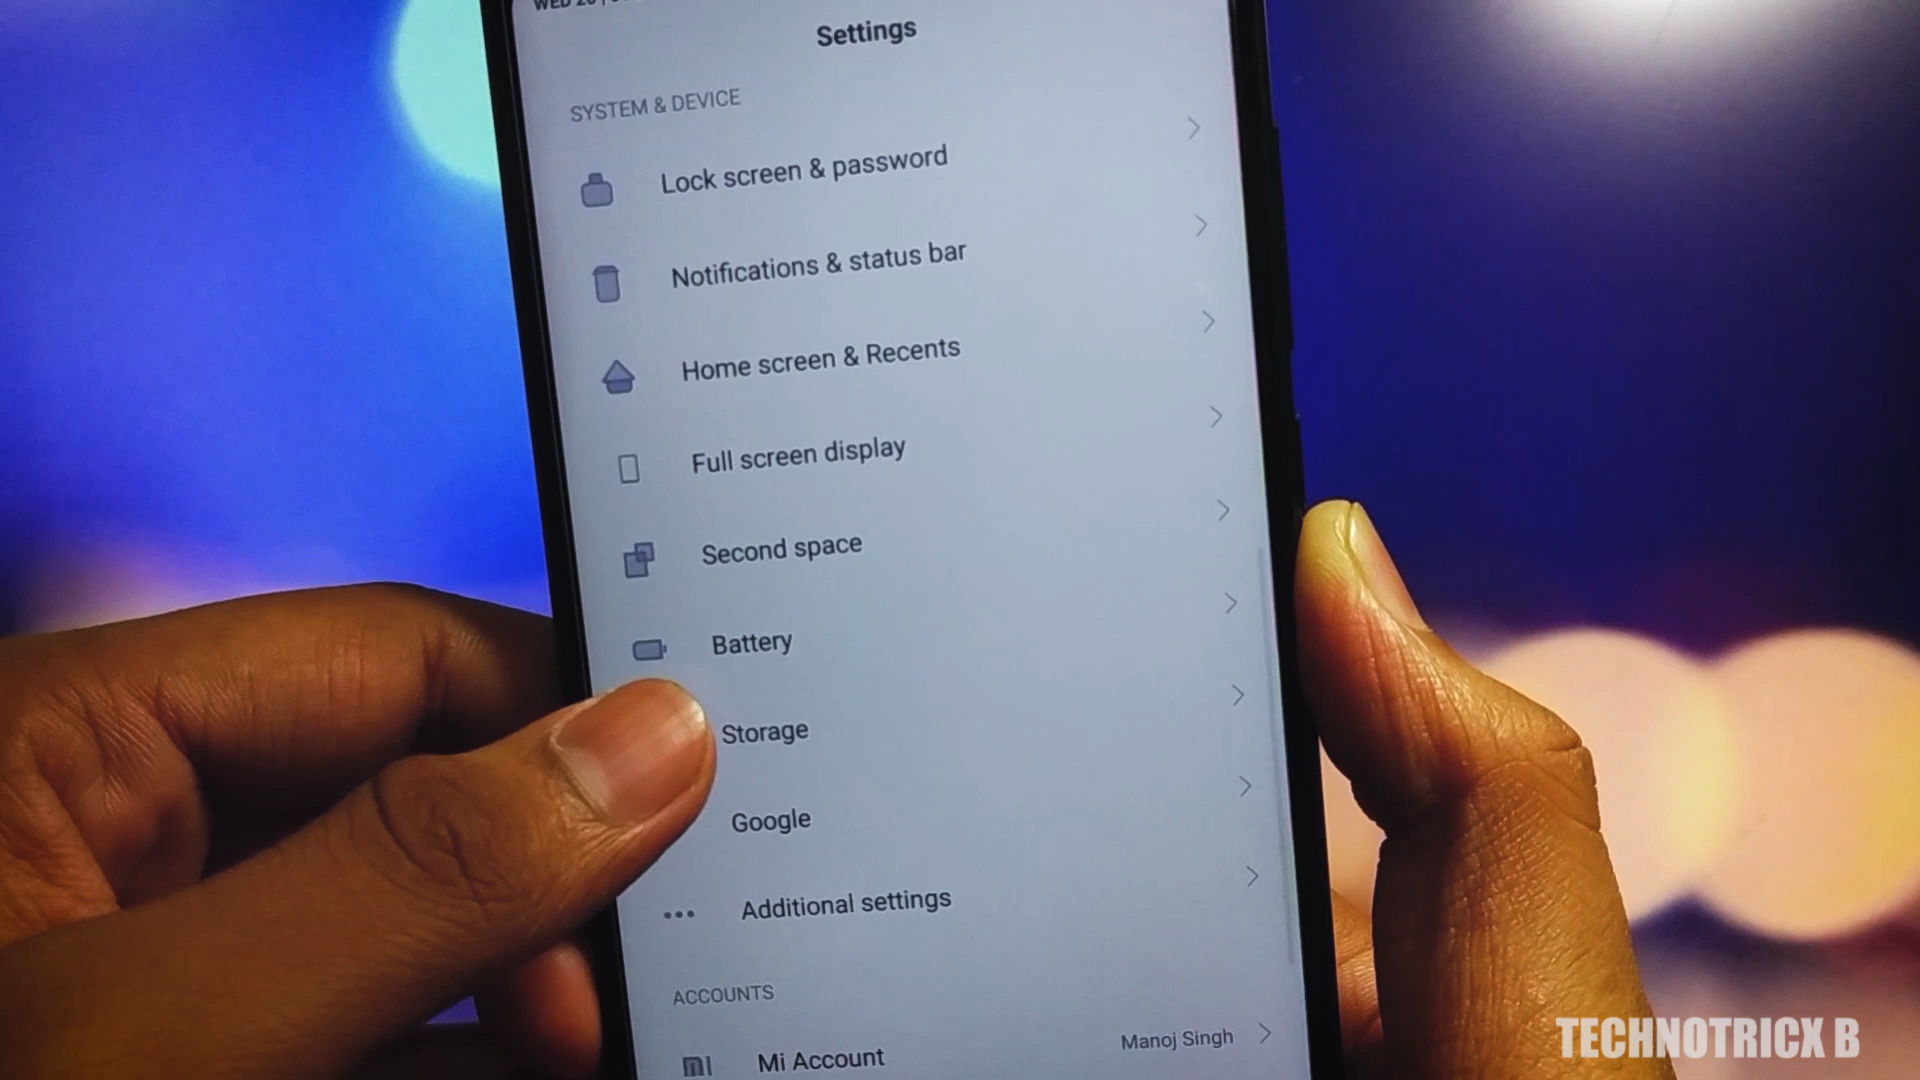 Settings
SYSTEM & DEVICE
Lock screen & password
Notifications & status bar
Home screen & Recents
Full screen display
Second space
Battery
Storage
Google
Additional settings
ACCOUNTS
Mi Account
Manoj Singh
TECHNOTRICX B